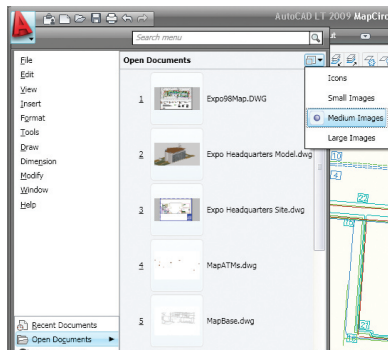 AutoCAD LT 2009 MapCirc
Search menu
File
Edit
View
Insert
Format
Tools
Draw
Dimension
Modify
Window
Help
Recent Documents
Open Documents
Open Documents
1 Expo98Map.DWG
2 Expo Headquarters Model.dwg
3 Expo Headquarters Site.dwg
4 MapATMs.dwg
5 MapBase.dwg
Icons
Small Images
Medium Images
Large Images